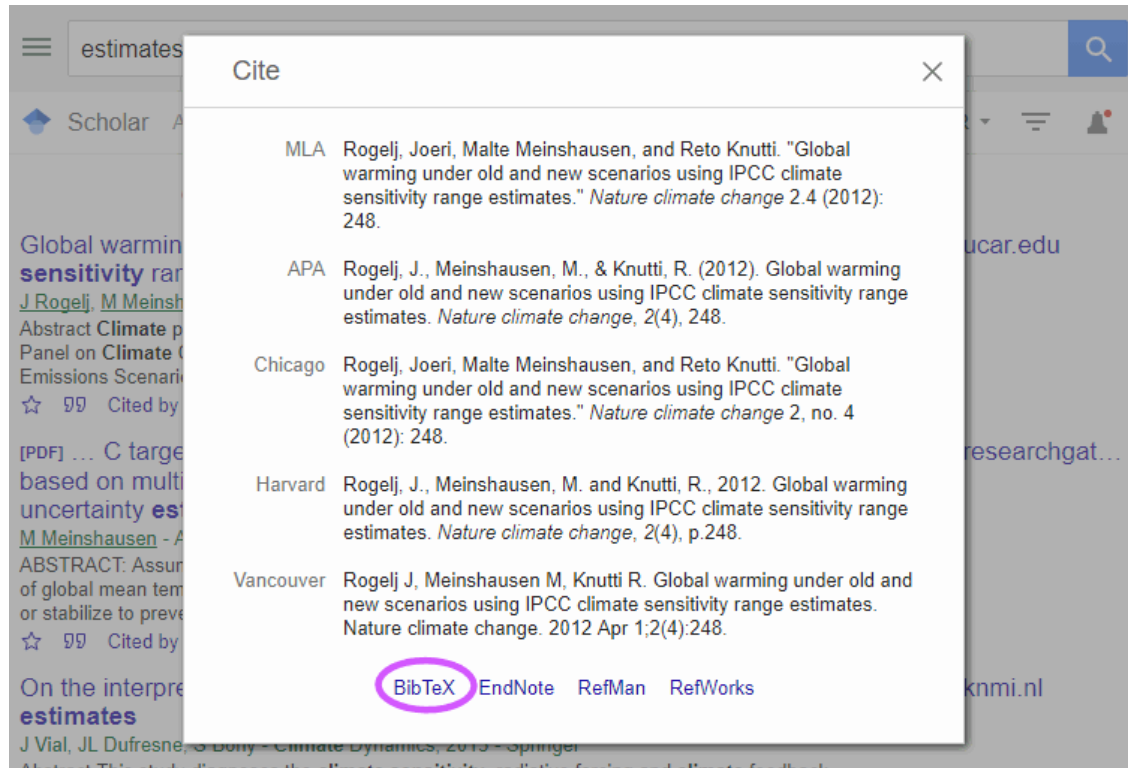 estimates
Cite
Scholar
MLA Rogelj, Joeri, Malte Meinshausen, and Reto Knutti. "Global
warming under old and new scenarios using IPCC climate
sensitivity range estimates." Nature climate change 2.4 (2012):
248.
APA Rogelj, J., Meinshausen, M., & Knutti, R. (2012). Global warming
under old and new scenarios using IPCC climate sensitivity range
estimates. Nature climate change, 2(4), 248.
Chicago Rogelj, Joeri, Malte Meinshausen, and Reto Knutti. "Global
warming under old and new scenarios using IPCC climate
sensitivity range estimates." Nature climate change 2, no. 4
(2012): 248.
Harvard Rogelj, J., Meinshausen, M. and Knutti, R., 2012. Global warming
under old and new scenarios using IPCC climate sensitivity range
estimates. Nature climate change, 2(4), p.248.
Vancouver Rogelj J, Meinshausen M, Knutti R. Global warming under old and
new scenarios using IPCC climate sensitivity range estimates.
Nature climate change. 2012 Apr 1;2(4):248.
BibTeX EndNote RefMan RefWorks
Global warmin
sensitivity ran
J Rogelj, M Meinsh
Abstract Climate p
Panel on Climate
Emissions Scenari
Cited by
ucar.edu
[PDF] … C targe
based on multi
uncertainty est
M Meinshausen - A
ABSTRACT: Assur
of global mean tem
or stabilize to preve
Cited by
researchgat…
On the interpre
estimates
J Vial, JL Dufresne, S Bony - Climate Dynamics, 2013 - Springer
knmi.nl